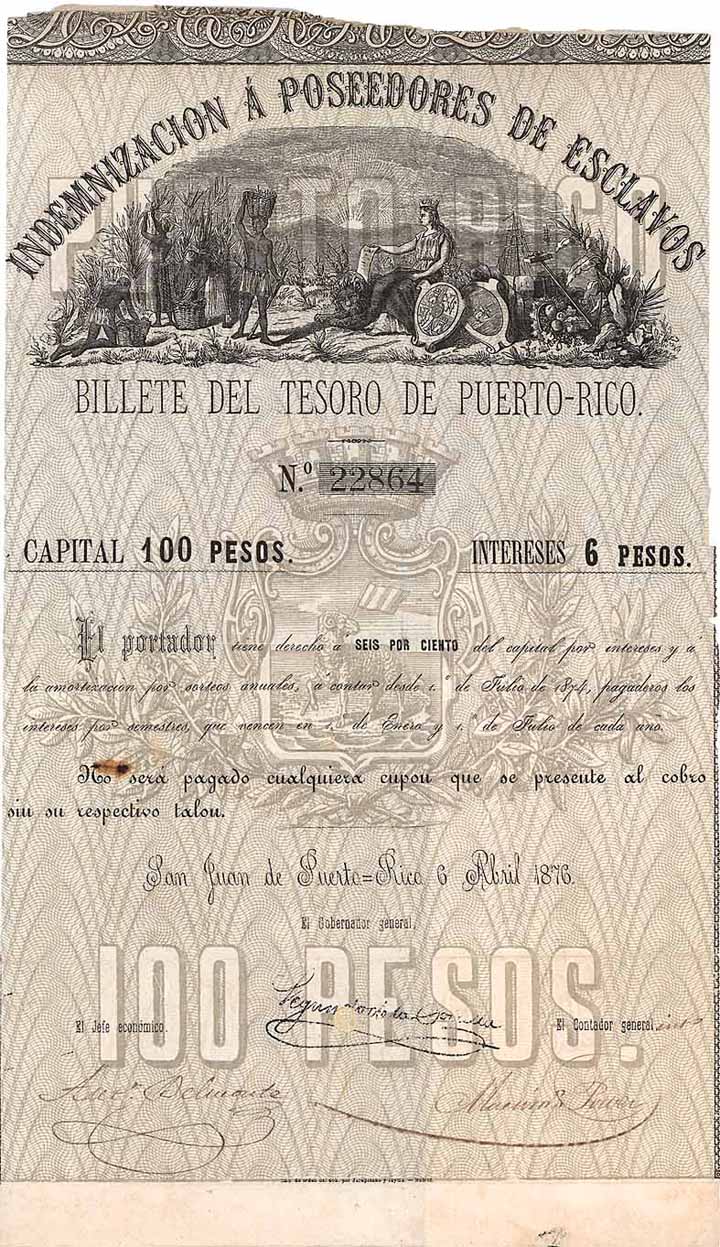 INDEMNIZACION Á POSEEDORES DE ESCLAVOS
PUERTO RICO
BILLETE DEL TESORO DE PUERTO-RICO.
N.º 22864
CAPITAL 100 PESOS. INTERESES 6 PESOS.
El portador tiene derecho á SEIS POR CIENTO del capital por intereses y á
la amortizacion por sorteos anuales, á contar desde 1.º de Julio de 1874, pagaderos los
intereses por semestres, que vencen en 1.º de Enero y 1.º de Julio de cada año.
No será pagado cualquiera cupon que se presente al cobro
sin su respectivo talon.
San Juan de Puerto=Rico 6 Abril 1876.
El Gobernador general,
100 PESOS.
El Jefe económico. El Contador general,